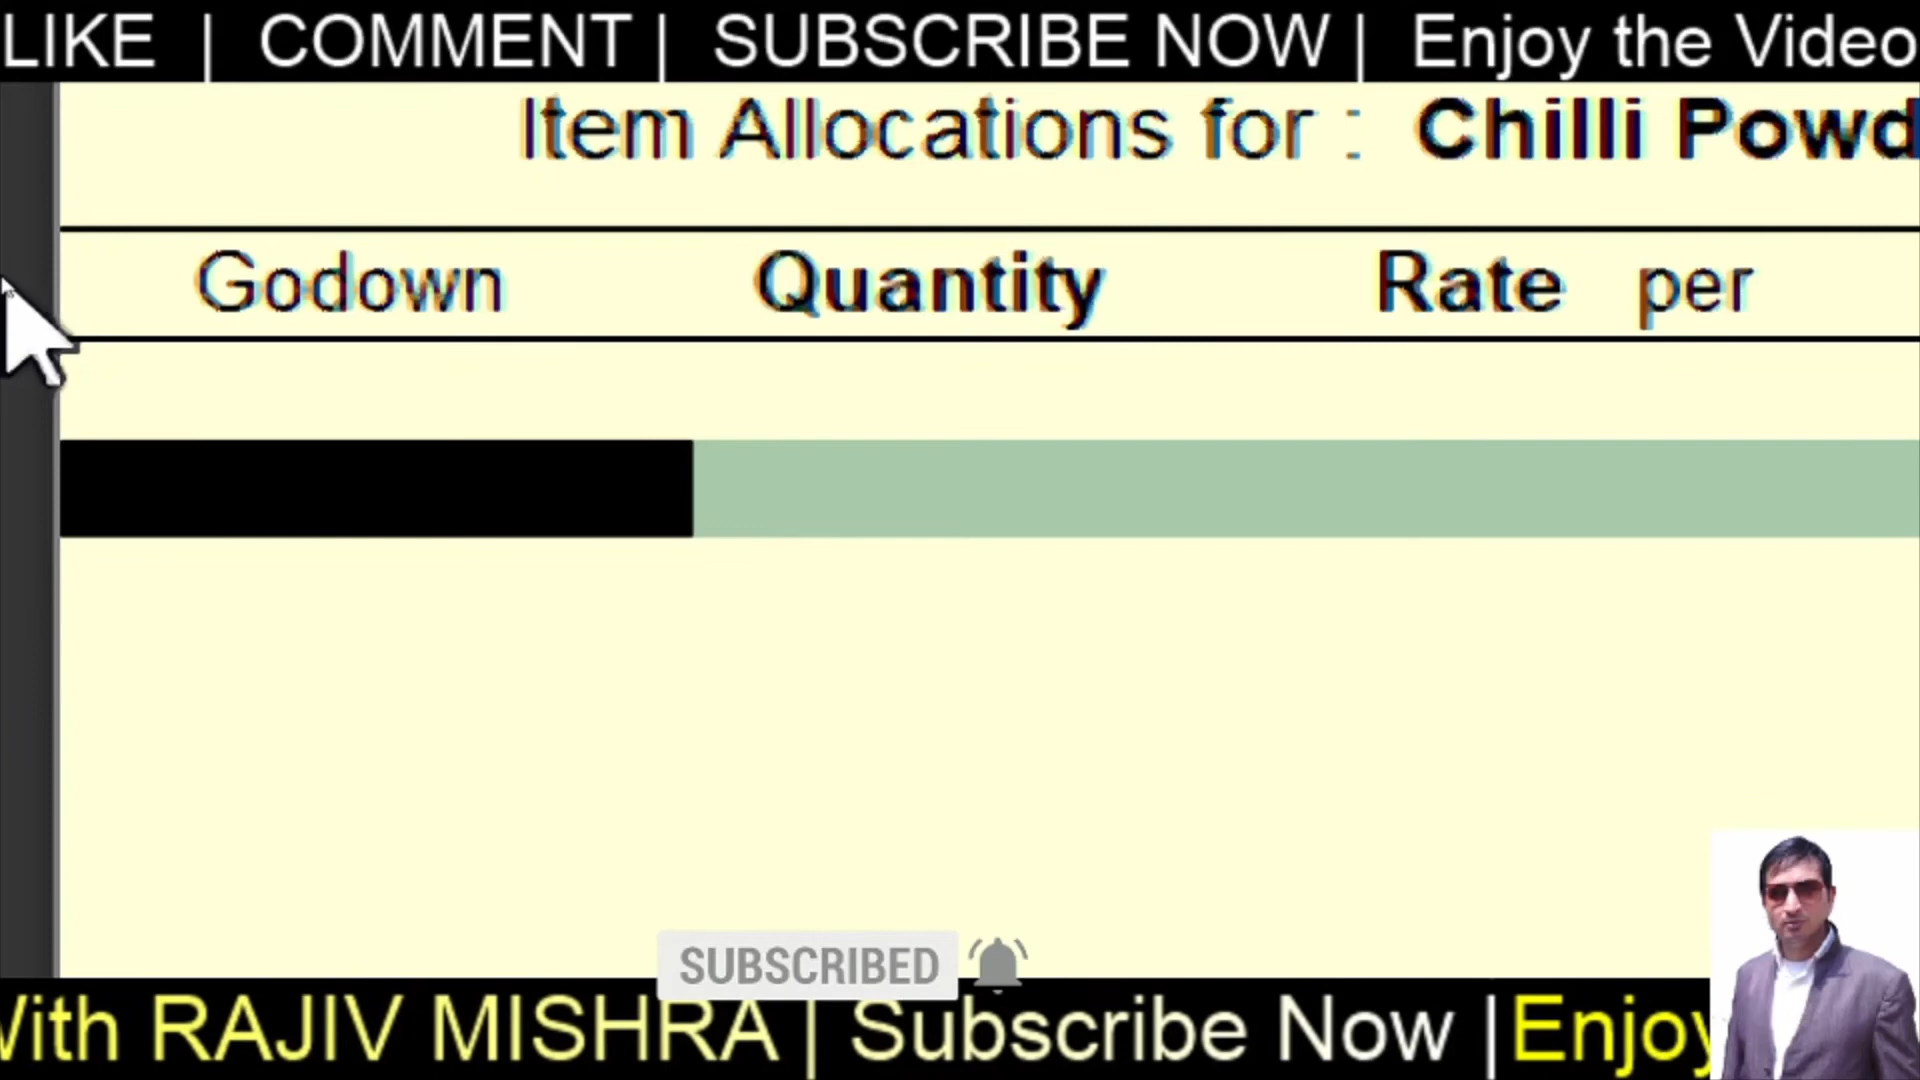 LIKE | COMMENT | SUBSCRIBE NOW | Enjoy the Video
Item Allocations for : Chilli Powd
Godown Quantity Rate per
SUBSCRIBED
With RAJIV MISHRA | Subscribe Now | Enjoy